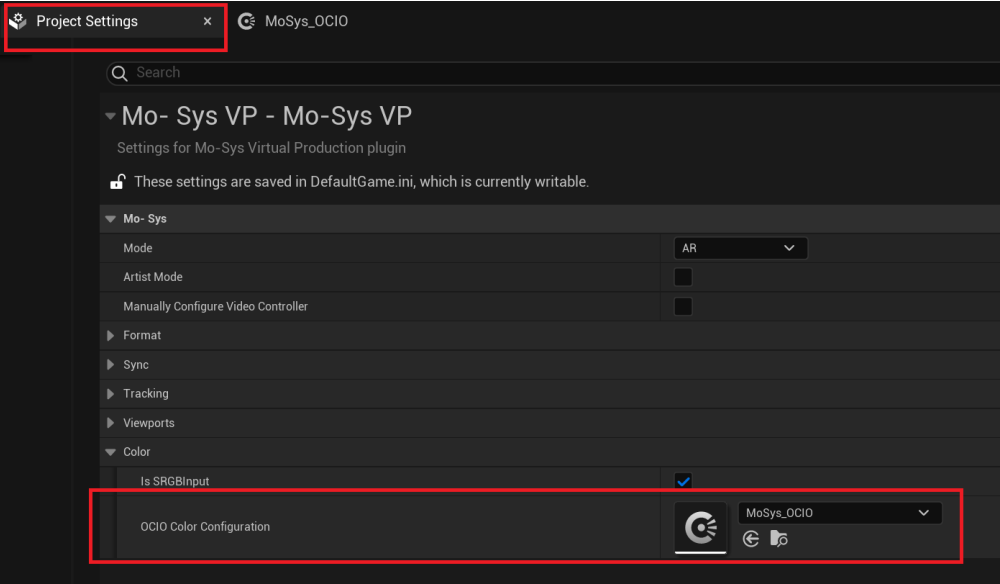 Project Settings
MoSys_OCIO
Search
Mo- Sys VP - Mo-Sys VP
Settings for Mo-Sys Virtual Production plugin
These settings are saved in DefaultGame.ini, which is currently writable.
Mo- Sys
Mode
AR
Artist Mode
Manually Configure Video Controller
Format
Sync
Tracking
Viewports
Color
Is SRGBInput
OCIO Color Configuration
MoSys_OCIO